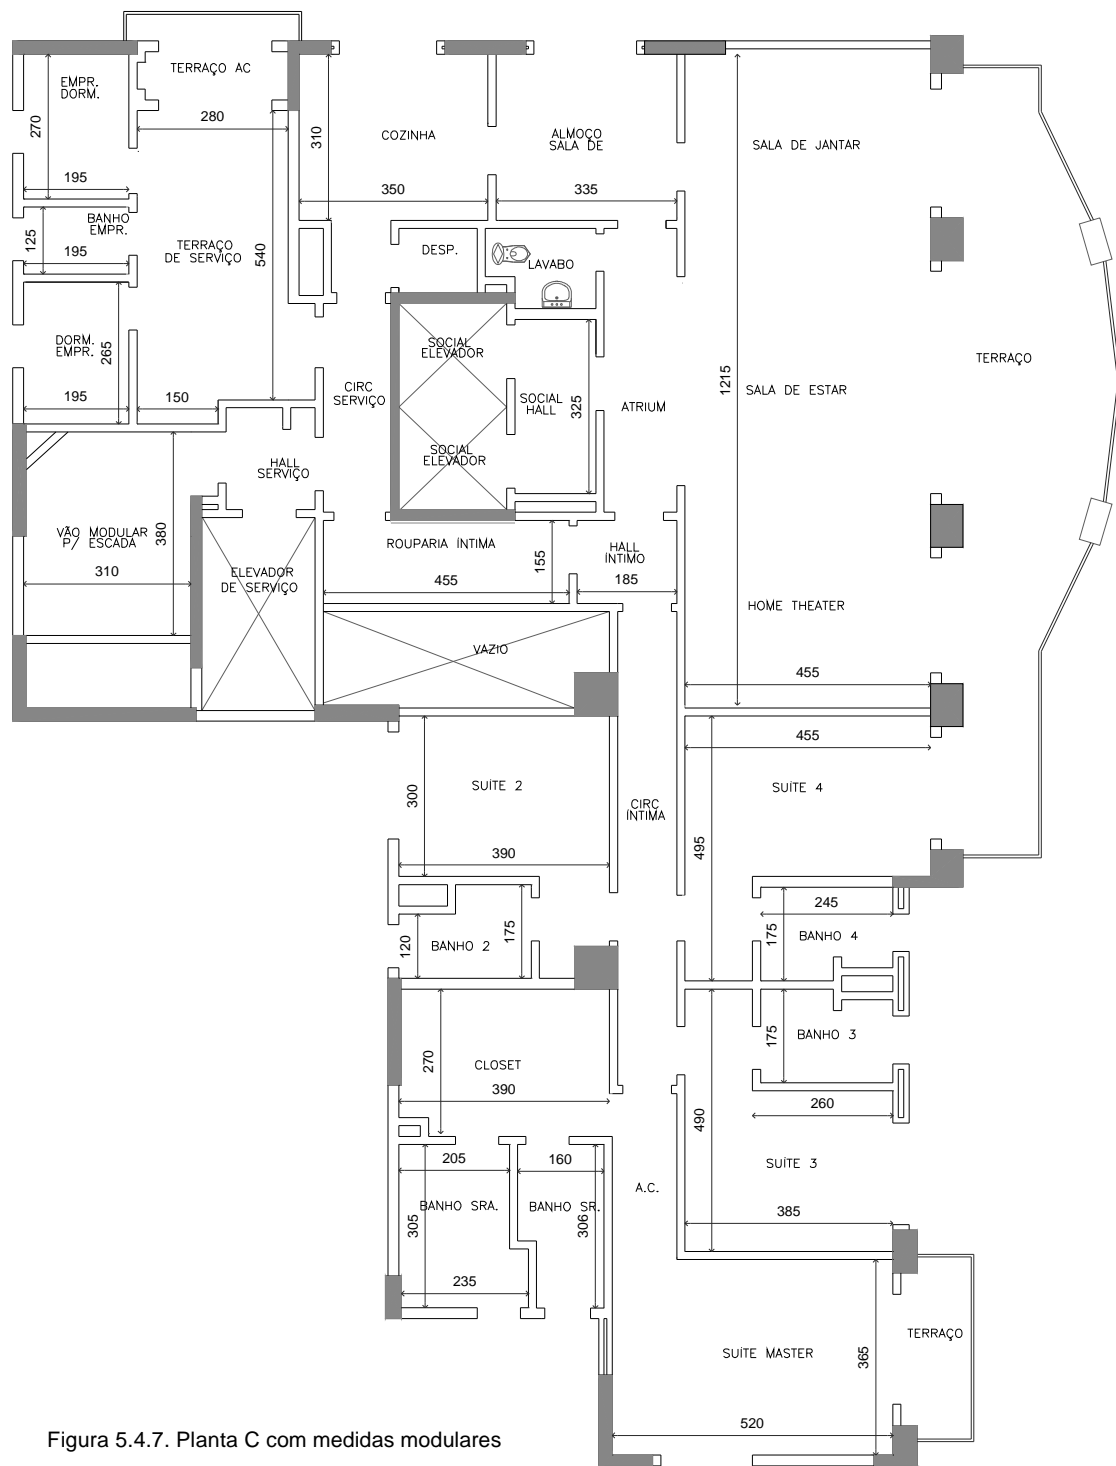 TERRAÇO AC
EMPR.
DORM.
270
280
310
COZINHA
ALMOÇO
SALA DE
SALA DE JANTAR
195
350
335
BANHO
EMPR.
125
195
TERRAÇO
DE SERVIÇO
540
DESP.
LAVABO
DORM.
EMPR.
265
195
150
SOCIAL
ELEVADOR
CIRC
SERVIÇO
SOCIAL
HALL
325
ATRIUM
1215
SALA DE ESTAR
TERRAÇO
SOCIAL
ELEVADOR
HALL
SERVIÇO
VÃO MODULAR
P/ ESCADA
380
310
ROUPARIA ÍNTIMA
155
HALL
ÍNTIMO
ELEVADOR
DE SERVIÇO
455
185
HOME THEATER
VAZIO
455
455
300
SUÍTE 2
CIRC
ÍNTIMA
SUÍTE 4
390
495
245
120
BANHO 2
175
175
BANHO 4
175
BANHO 3
270
CLOSET
390
490
260
205
160
SUÍTE 3
305
BANHO SRA.
BANHO SR.
306
A.C.
385
235
SUÍTE MASTER
365
TERRAÇO
520
Figura 5.4.7. Planta C com medidas modulares